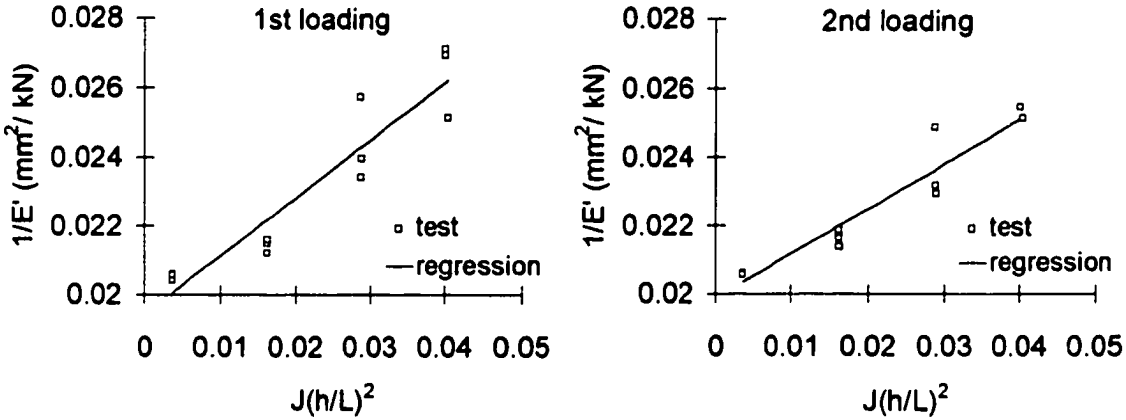 1st loading
1/E' (mm²/ kN)
0.028
0.026
0.024
0.022
0.02
0 0.01 0.02 0.03 0.04 0.05
J(h/L)²
test
regression
2nd loading
1/E' (mm²/ kN)
0.028
0.026
0.024
0.022
0.02
0 0.01 0.02 0.03 0.04 0.05
J(h/L)²
test
regression